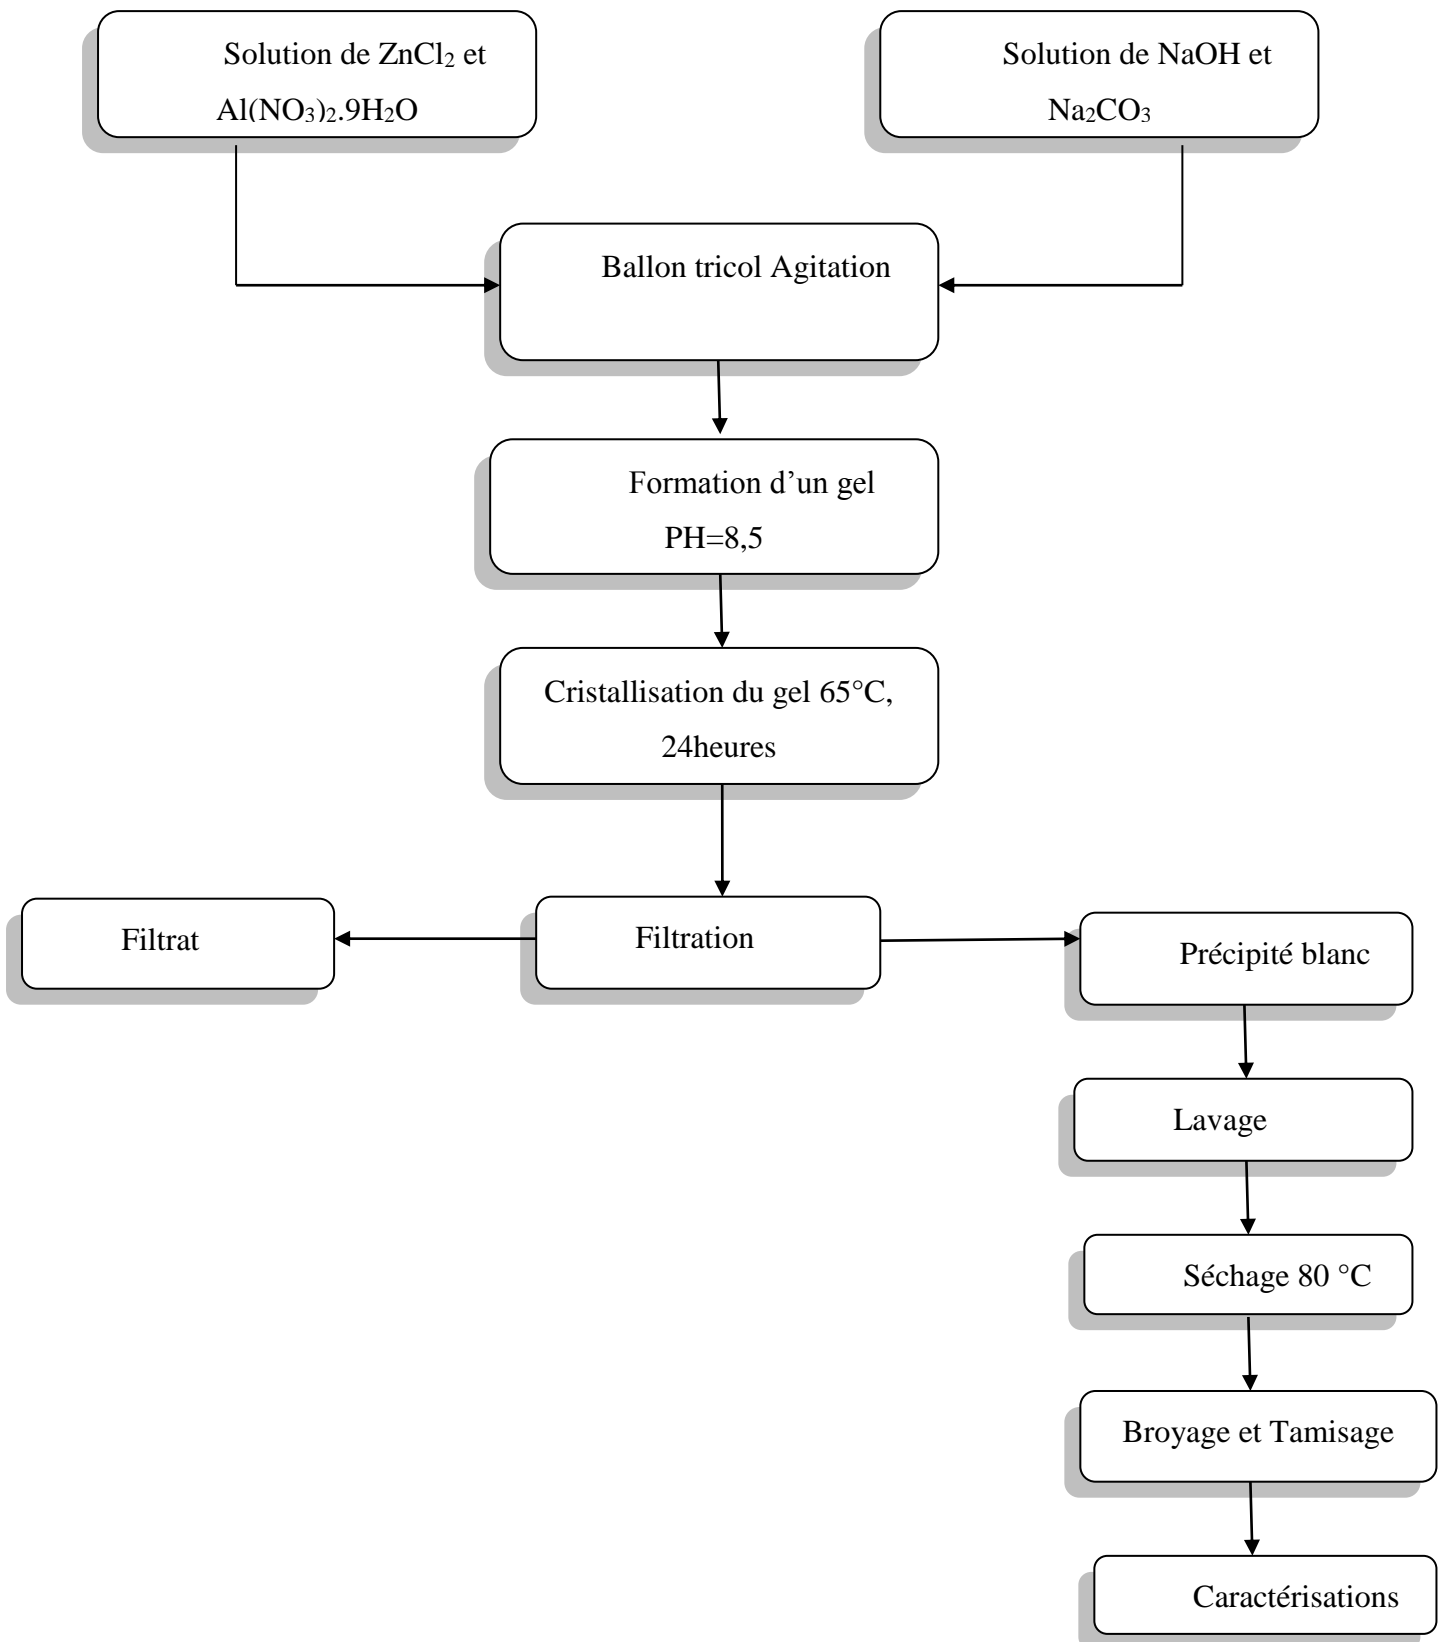 Solution de ZnCl₂ et
Al(NO₃)₂.9H₂O
Solution de NaOH et
Na₂CO₃
Ballon tricol Agitation
Formation d’un gel
PH=8,5
Cristallisation du gel 65°C,
24heures
Filtrat
Filtration
Précipité blanc
Lavage
Séchage 80 °C
Broyage et Tamisage
Caractérisations